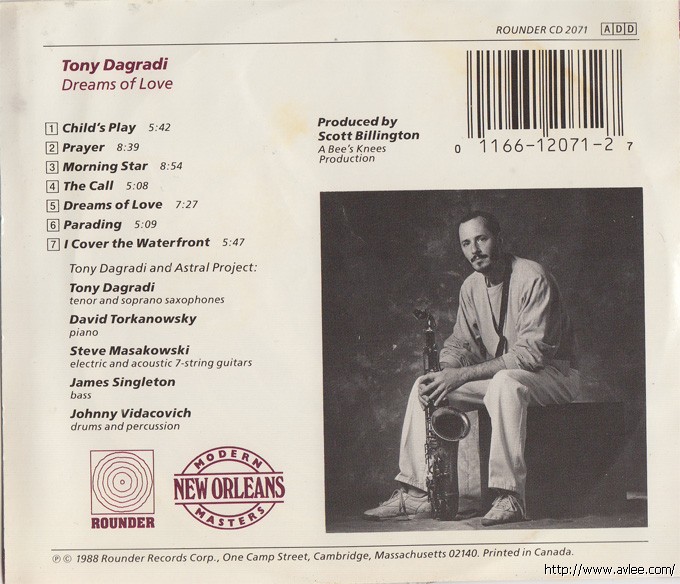 ROUNDER CD 2071 ADD
Tony Dagradi
Dreams of Love
1 Child's Play 5:42
2 Prayer 8:39
3 Morning Star 8:54
4 The Call 5:08
5 Dreams of Love 7:27
6 Parading 5:09
7 I Cover the Waterfront 5:47
Tony Dagradi and Astral Project:
Tony Dagradi
tenor and soprano saxophones
David Torkanowsky
piano
Steve Masakowski
electric and acoustic 7-string guitars
James Singleton
bass
Johnny Vidacovich
drums and percussion
ROUNDER
MODERN
NEW ORLEANS
MASTERS
Produced by
Scott Billington
A Bee's Knees
Production
0 1166-12071-2 7
℗ © 1988 Rounder Records Corp., One Camp Street, Cambridge, Massachusetts 02140. Printed in Canada.
http://www.avlee.com/